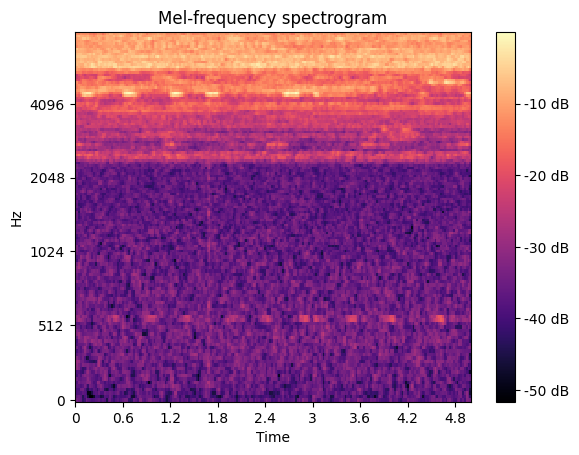 Mel-frequency spectrogram
Hz
4096
2048
1024
512
0
0 0.6 1.2 1.8 2.4 3 3.6 4.2 4.8
Time
-10 dB
-20 dB
-30 dB
-40 dB
-50 dB